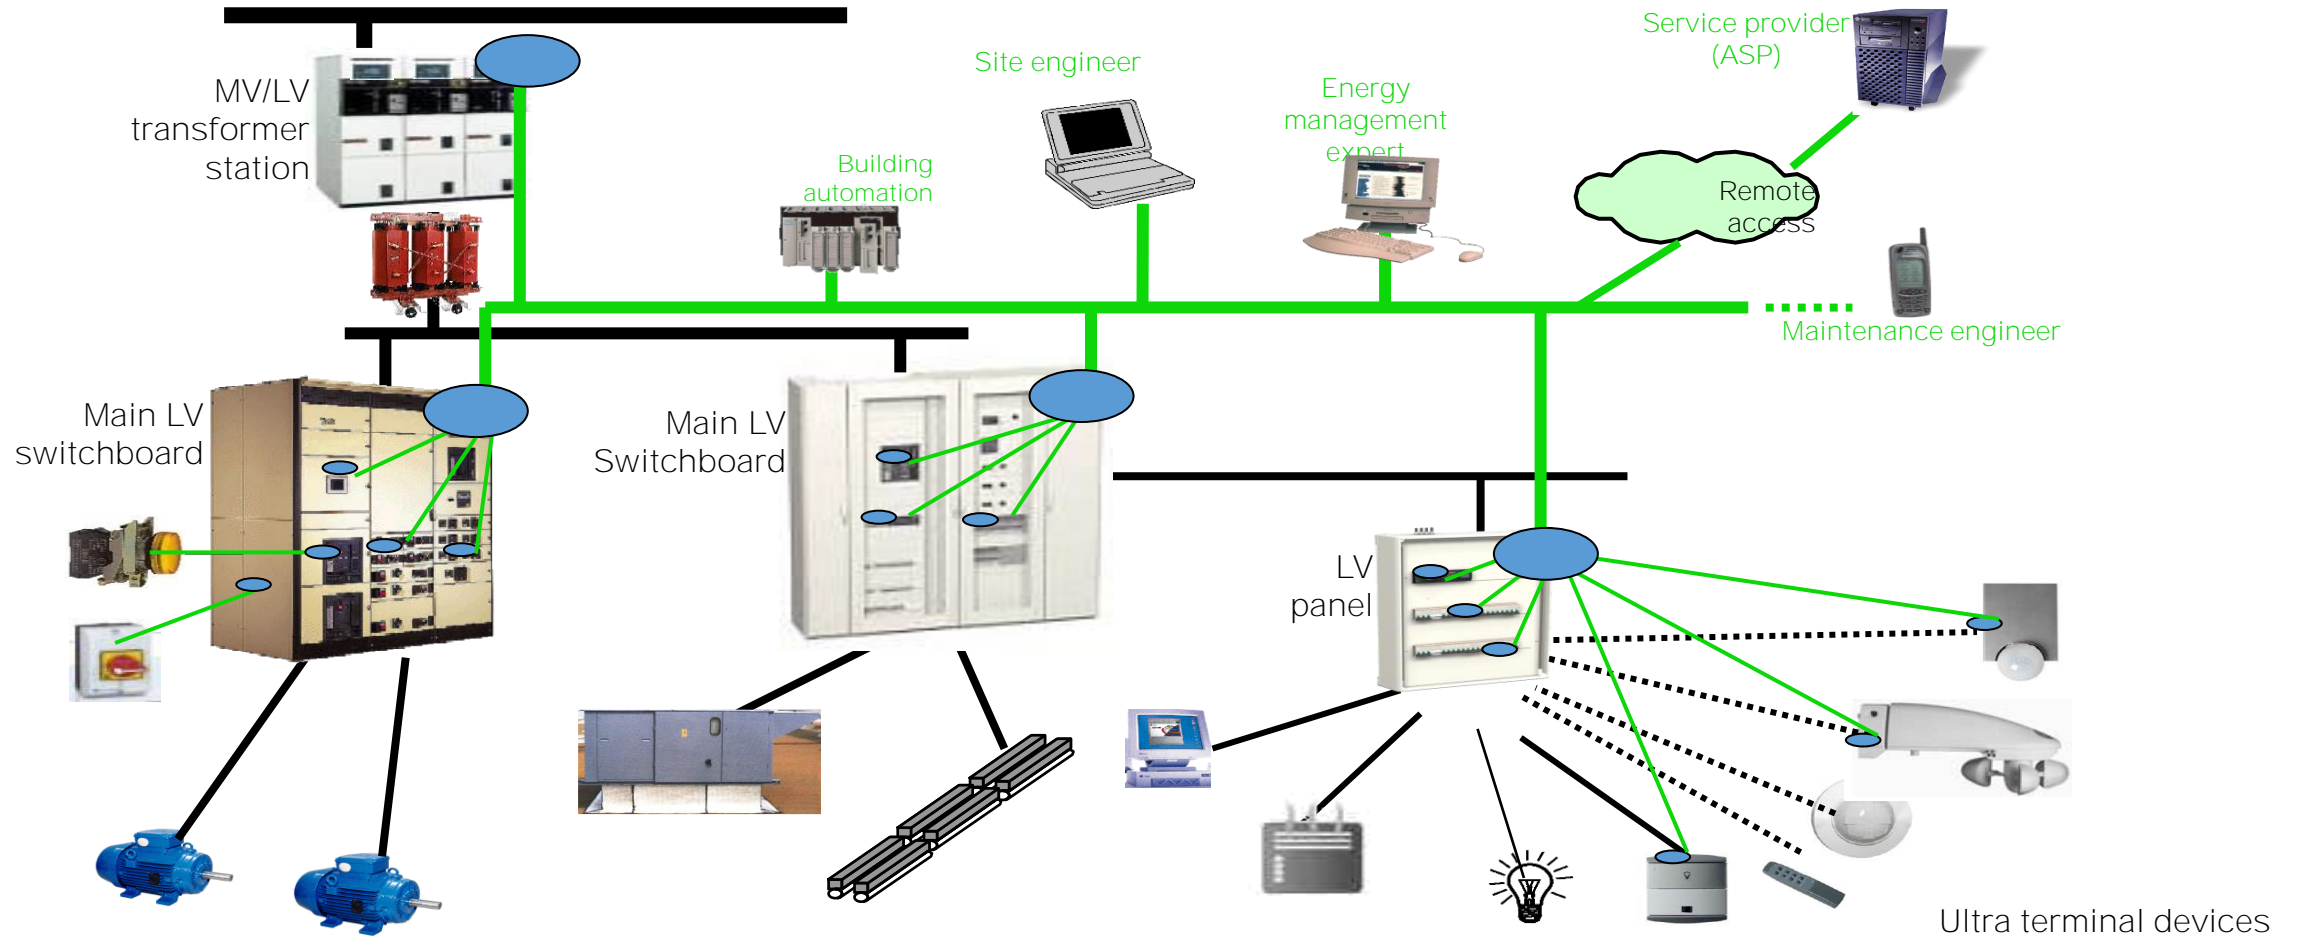 Service provider
(ASP)
Site engineer
Energy
management
expert
MV/LV
transformer
station
Building
automation
Remote
access
Maintenance engineer
Main LV
switchboard
Main LV
Switchboard
LV
panel
Ultra terminal devices